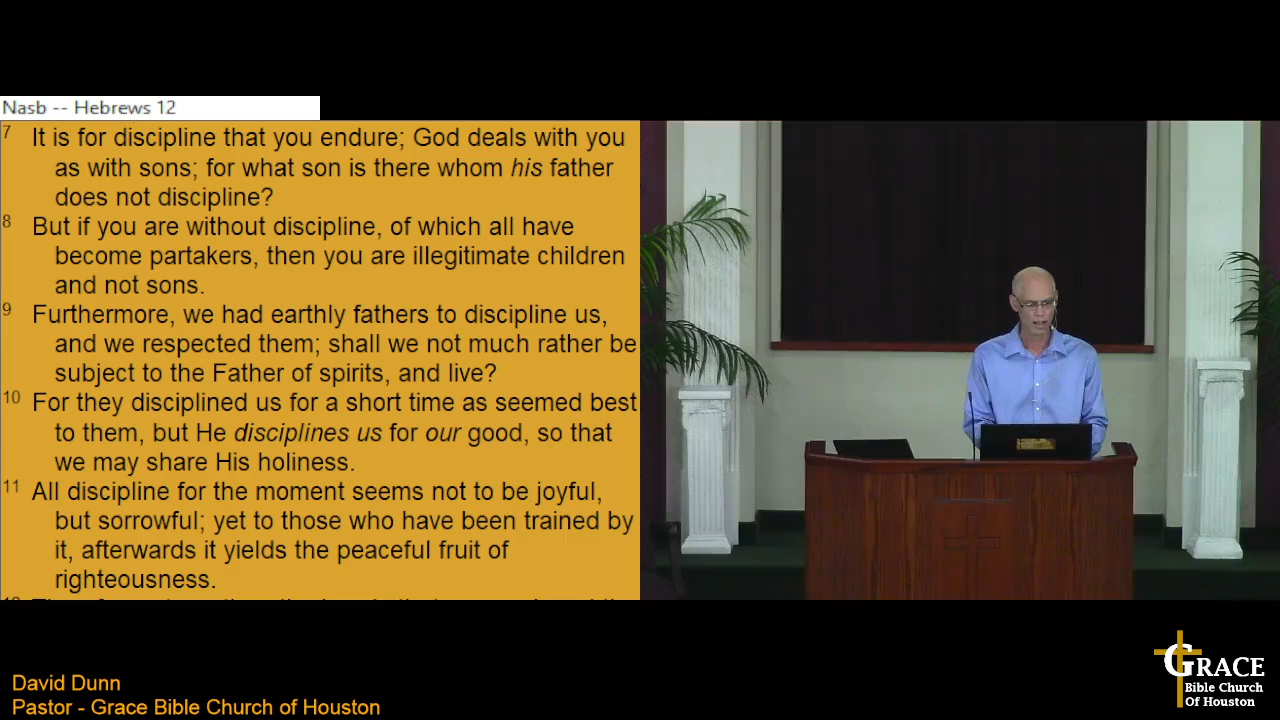 Nasb -- Hebrews 12
7 It is for discipline that you endure; God deals with you
as with sons; for what son is there whom his father
does not discipline?
8 But if you are without discipline, of which all have
become partakers, then you are illegitimate children
and not sons.
9 Furthermore, we had earthly fathers to discipline us,
and we respected them; shall we not much rather be
subject to the Father of spirits, and live?
10 For they disciplined us for a short time as seemed best
to them, but He disciplines us for our good, so that
we may share His holiness.
11 All discipline for the moment seems not to be joyful,
but sorrowful; yet to those who have been trained by
it, afterwards it yields the peaceful fruit of
righteousness.
David Dunn
Pastor - Grace Bible Church of Houston
GRACE
Bible Church
Of Houston